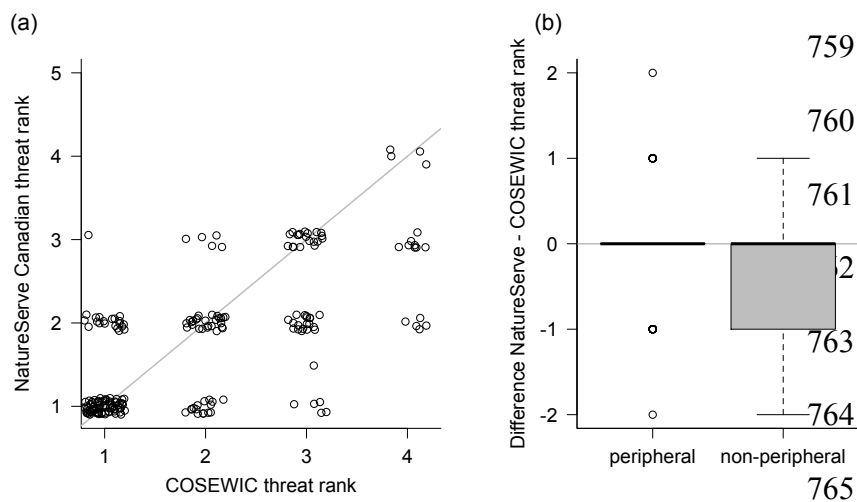 (a)
(b)
NatureServe Canadian threat rank
5
4
3
2
1
1 2 3 4
COSEWIC threat rank
Difference NatureServe - COSEWIC threat rank
2
1
0
-1
-2
peripheral non-peripheral
759
760
761
762
763
764
765